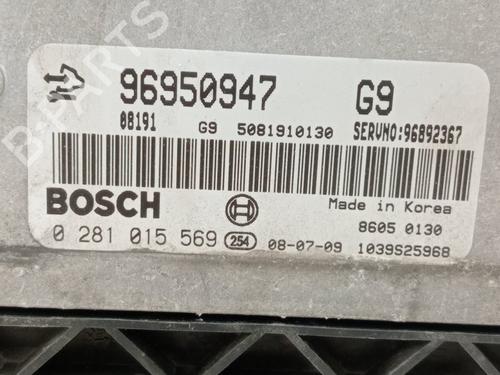 96950947 G9
08191 G9 5081910130 SERVNO:96892367
BOSCH
Made in Korea
8605 0130
0 281 015 569 254 08-07-09 1039S25968
B-PARTS